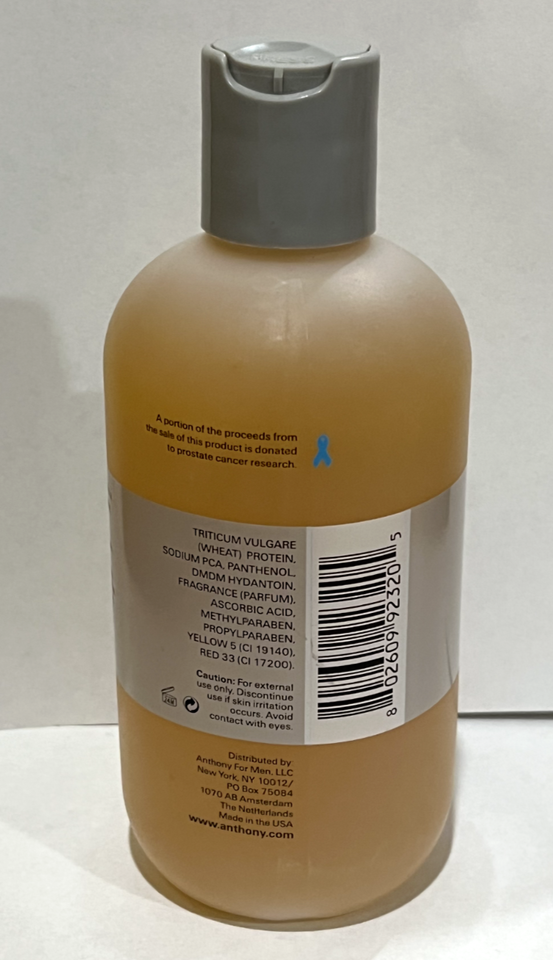 A portion of the proceeds from
the sale of this product is donated
to prostate cancer research.
TRITICUM VULGARE
(WHEAT) PROTEIN,
SODIUM PCA, PANTHENOL,
DMDM HYDANTOIN,
FRAGRANCE (PARFUM),
ASCORBIC ACID,
METHYLPARABEN,
PROPYLPARABEN,
YELLOW 5 (CI 19140),
RED 33 (CI 17200).
Caution: For external
use only. Discontinue
use if skin irritation
occurs. Avoid
contact with eyes.
8 02609 92320 5
Distributed by:
Anthony For Men, LLC
New York, NY 10012/
PO Box 75084
1070 AB Amsterdam
The Netherlands
Made in the USA
www.anthony.com